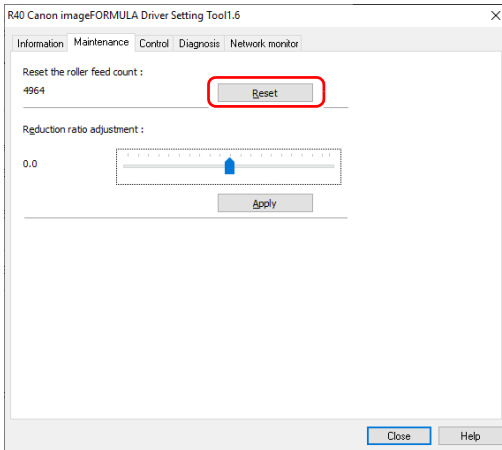 R40 Canon imageFORMULA Driver Setting Tool1.6
Information Maintenance Control Diagnosis Network monitor
Reset the roller feed count :
4964 Reset
Reduction ratio adjustment :
0.0
Apply
Close Help